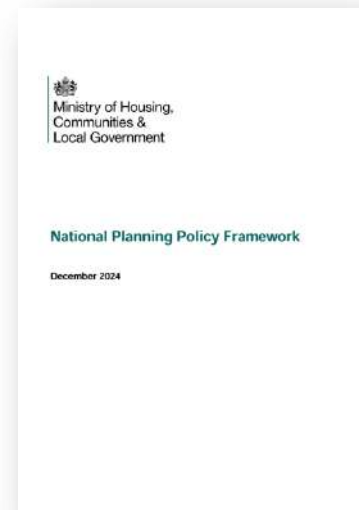 Ministry of Housing,
Communities &
Local Government
National Planning Policy Framework
December 2024